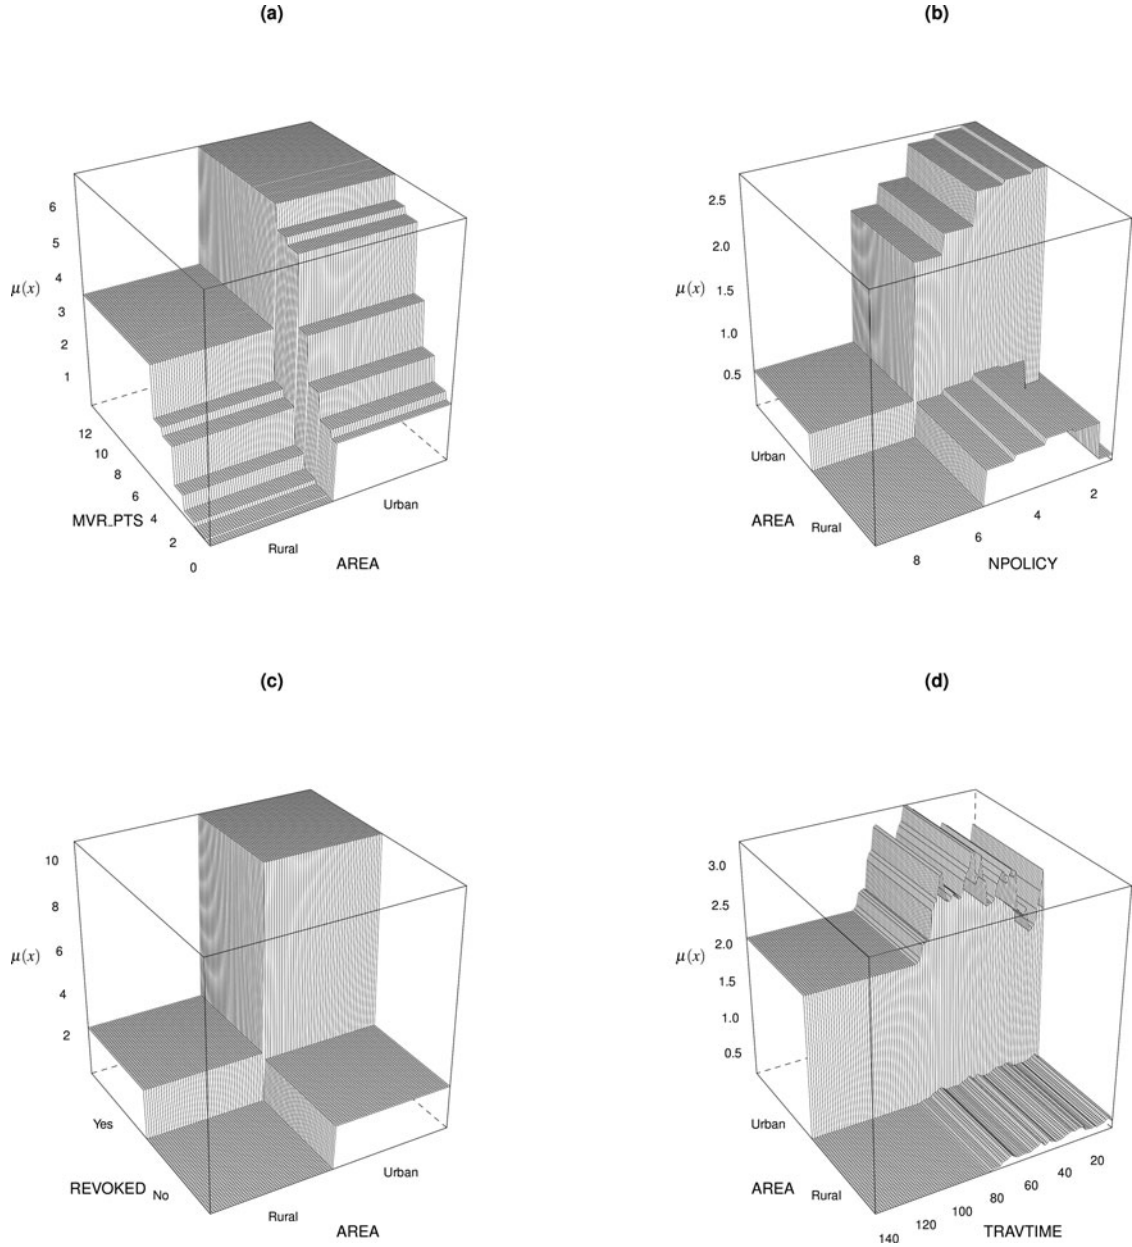 (a)
6
5
4
μ(x)
3
2
1
12
10
8
6
4
2
0
MVR_PTS
Rural
Urban
AREA
(b)
2.5
2.0
μ(x)
1.5
1.0
0.5
Urban
AREA
Rural
8
6
4
2
NPOLICY
(c)
10
8
6
μ(x)
4
2
Yes
REVOKED
No
Rural
Urban
AREA
(d)
3.0
2.5
2.0
μ(x)
1.5
1.0
0.5
Urban
AREA
Rural
140
120
100
80
60
40
20
TRAVTIME